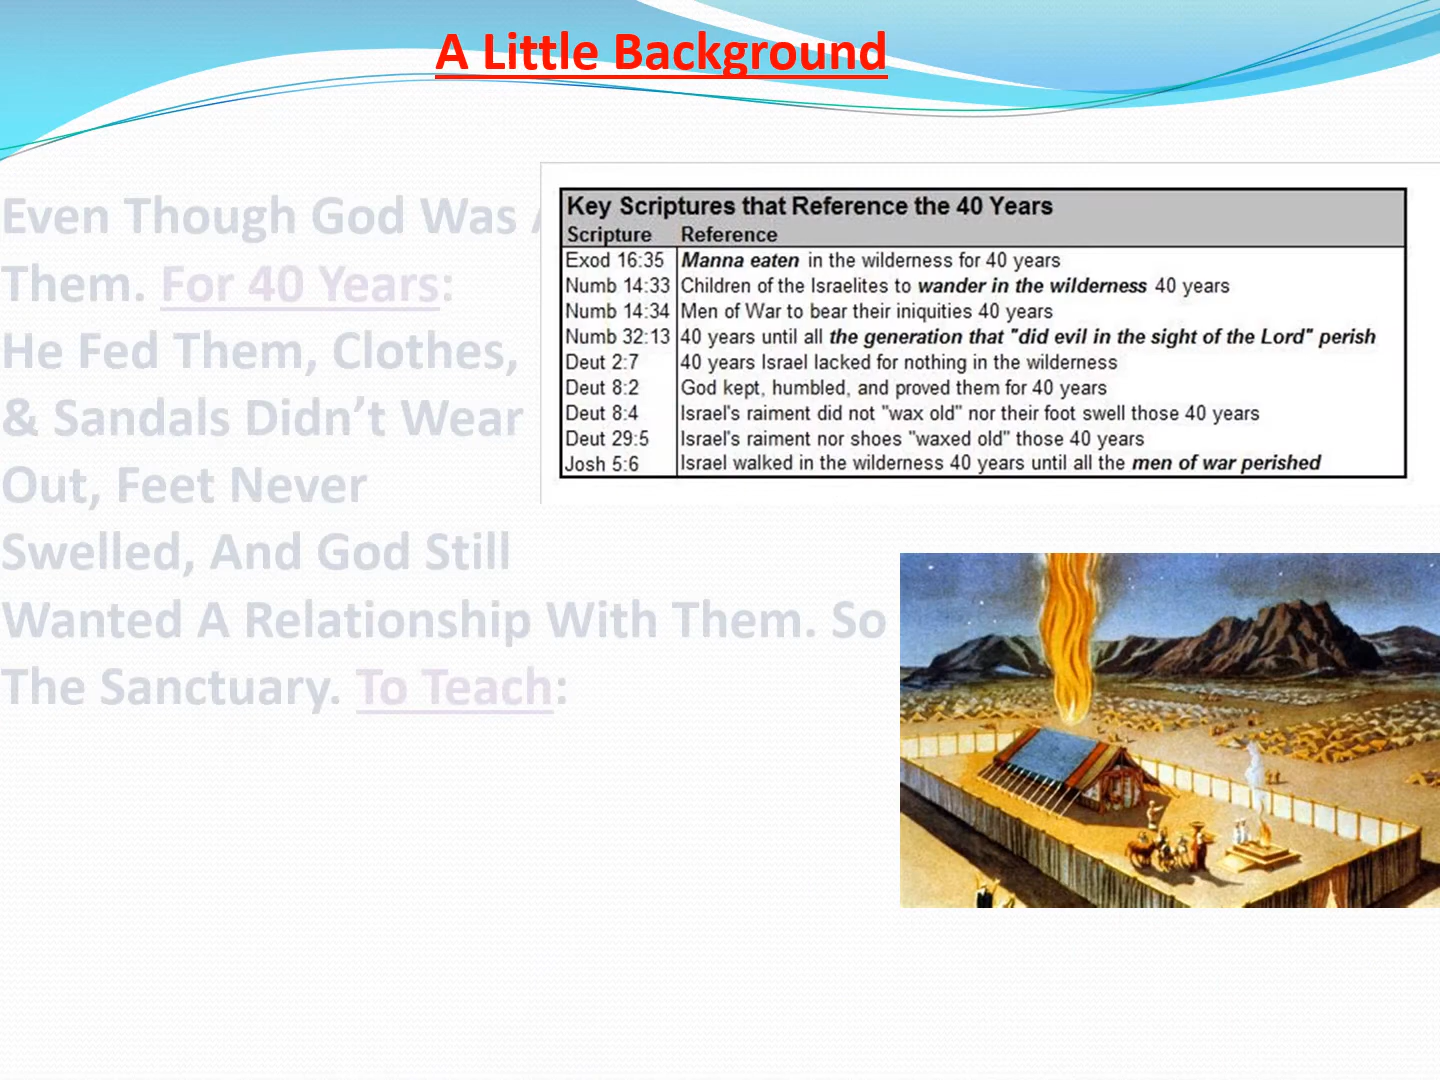 A Little Background
Even Though God Was
Them. For 40 Years:
He Fed Them, Clothes,
& Sandals Didn’t Wear
Out, Feet Never
Swelled, And God Still
Wanted A Relationship With Them. So
The Sanctuary. To Teach:
Key Scriptures that Reference the 40 Years
Scripture Reference
Exod 16:35 Manna eaten in the wilderness for 40 years
Numb 14:33 Children of the Israelites to wander in the wilderness 40 years
Numb 14:34 Men of War to bear their iniquities 40 years
Numb 32:13 40 years until all the generation that "did evil in the sight of the Lord" perish
Deut 2:7 40 years Israel lacked for nothing in the wilderness
Deut 8:2 God kept, humbled, and proved them for 40 years
Deut 8:4 Israel's raiment did not "wax old" nor their foot swell those 40 years
Deut 29:5 Israel's raiment nor shoes "waxed old" those 40 years
Josh 5:6 Israel walked in the wilderness 40 years until all the men of war perished